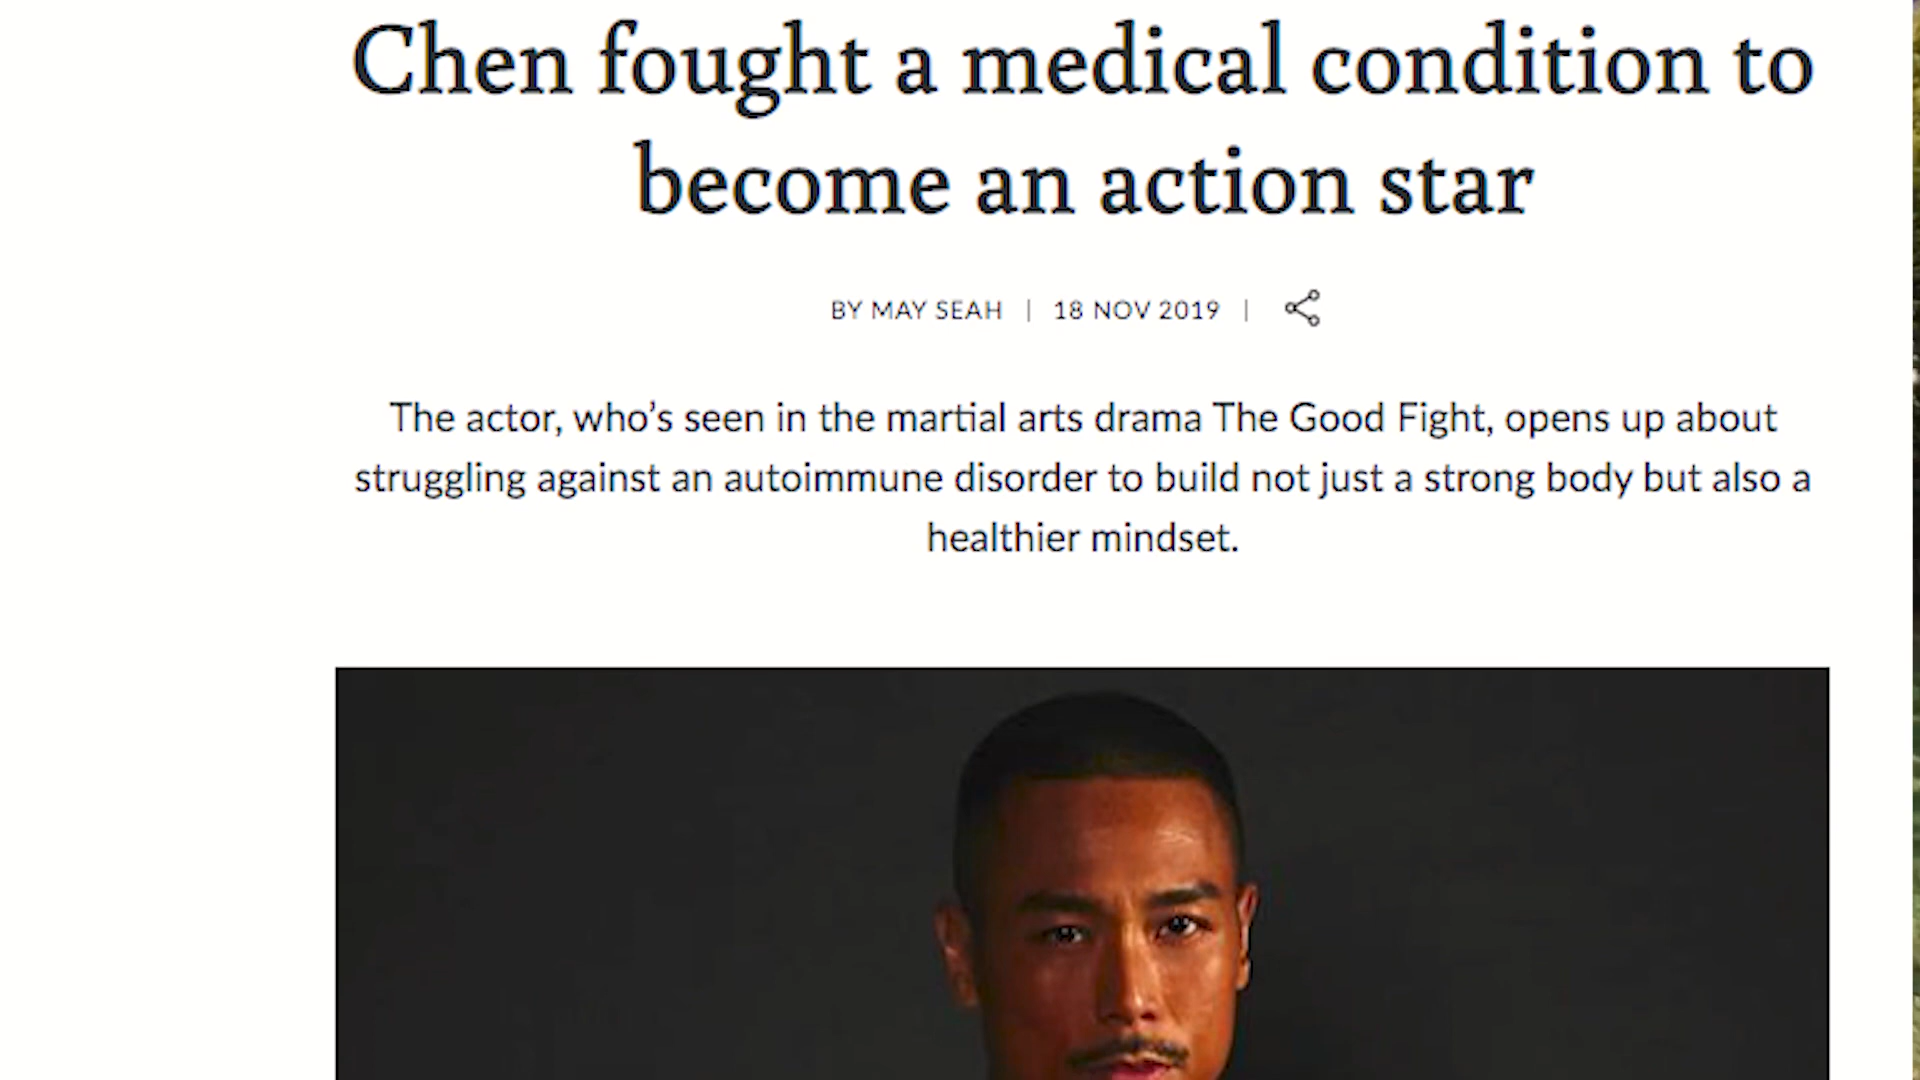 Chen fought a medical condition to
become an action star
BY MAY SEAH | 18 NOV 2019 |
The actor, who’s seen in the martial arts drama The Good Fight, opens up about
struggling against an autoimmune disorder to build not just a strong body but also a
healthier mindset.